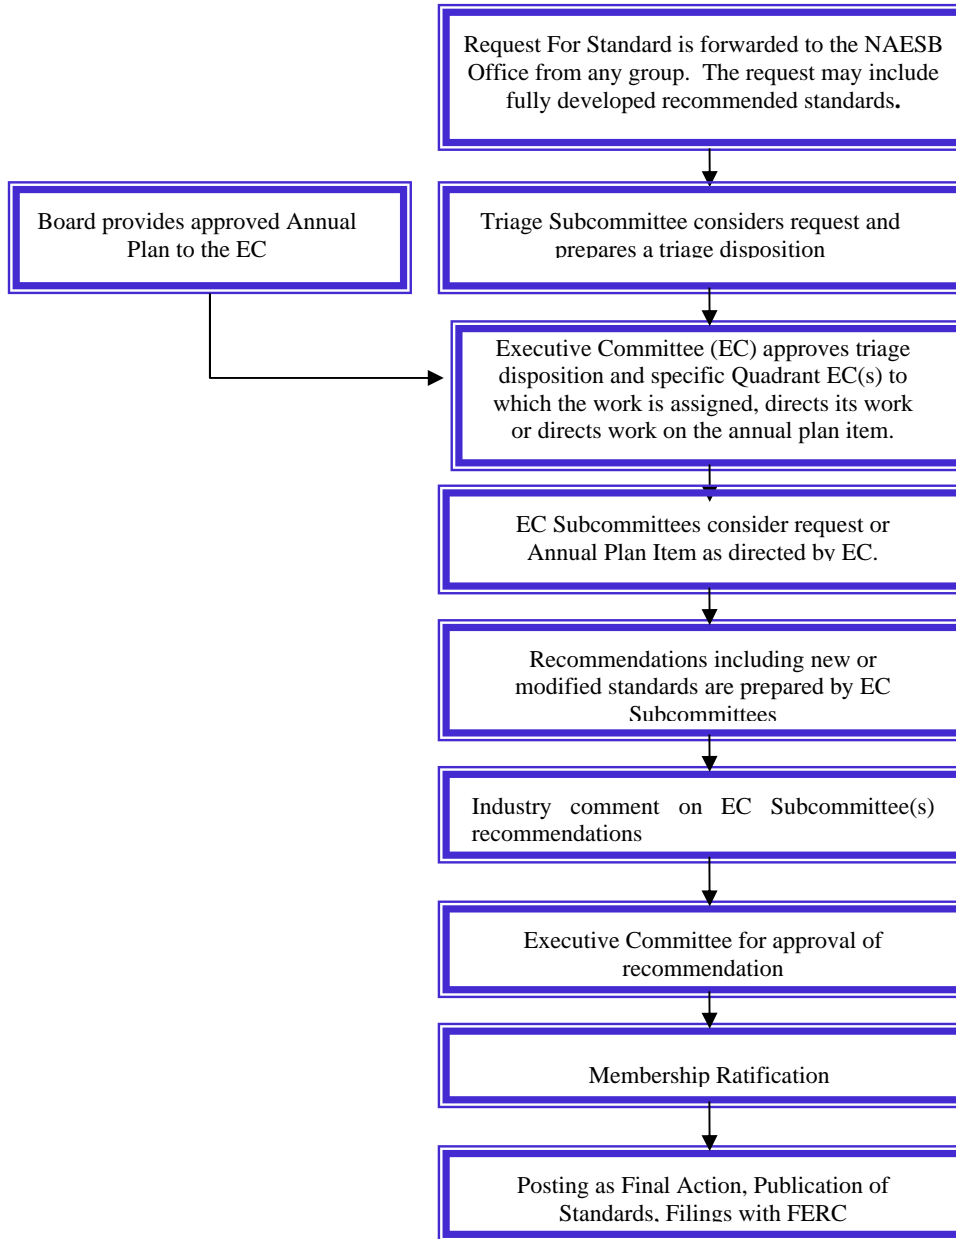 Request For Standard is forwarded to the NAESB
Office from any group.  The request may include
fully developed recommended standards.
Board provides approved Annual
Plan to the EC
Triage Subcommittee considers request and
prepares a triage disposition
Executive Committee (EC) approves triage
disposition and specific Quadrant EC(s) to
which the work is assigned, directs its work
or directs work on the annual plan item.
EC Subcommittees consider request or
Annual Plan Item as directed by EC.
Recommendations including new or
modified standards are prepared by EC
Subcommittees
Industry comment on EC Subcommittee(s)
recommendations
Executive Committee for approval of
recommendation
Membership Ratification
Posting as Final Action, Publication of
Standards, Filings with FERC